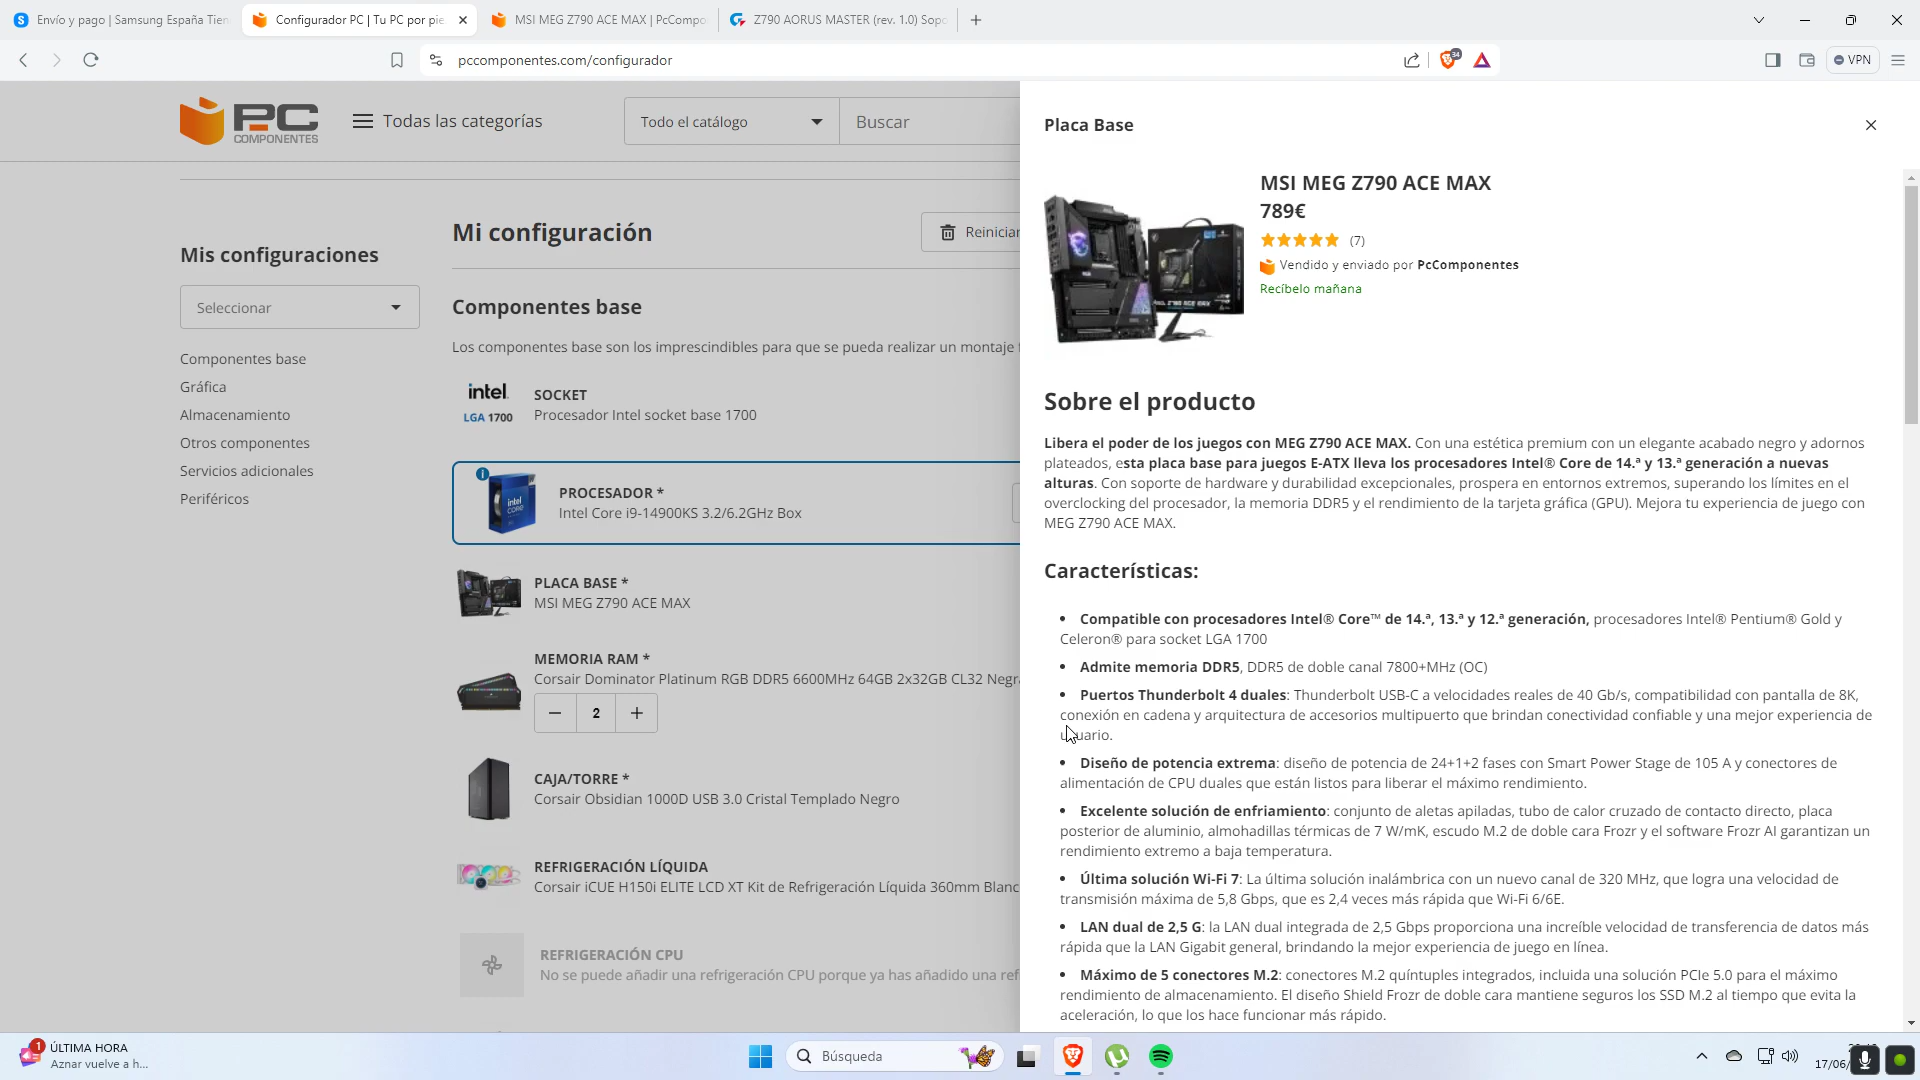 Envío y pago | Samsung España Tien
Configurador PC | Tu PC por pie
MSI MEG Z790 ACE MAX | PcCompo
Z790 AORUS MASTER (rev. 1.0) Sopo
pccomponentes.com/configurador
34
VPN
PC
COMPONENTES
Todas las categorías
Todo el catálogo
Buscar
Mis configuraciones
Seleccionar
Componentes base
Gráfica
Almacenamiento
Otros componentes
Servicios adicionales
Periféricos
Mi configuración
Reiniciar
Componentes base
Los componentes base son los imprescindibles para que se pueda realizar un montaje
intel.
LGA 1700
SOCKET
Procesador Intel socket base 1700
PROCESADOR *
Intel Core i9-14900KS 3.2/6.2GHz Box
PLACA BASE *
MSI MEG Z790 ACE MAX
MEMORIA RAM *
Corsair Dominator Platinum RGB DDR5 6600MHz 64GB 2x32GB CL32 Negr
2
CAJA/TORRE *
Corsair Obsidian 1000D USB 3.0 Cristal Templado Negro
REFRIGERACIÓN LÍQUIDA
Corsair iCUE H150i ELITE LCD XT Kit de Refrigeración Líquida 360mm Blanc
REFRIGERACIÓN CPU
No se puede añadir una refrigeración CPU porque ya has añadido una ref
Placa Base
MSI MEG Z790 ACE MAX
789€
(7)
Vendido y enviado por PcComponentes
Recíbelo mañana
Sobre el producto
Libera el poder de los juegos con MEG Z790 ACE MAX. Con una estética premium con un elegante acabado negro y adornos
plateados, esta placa base para juegos E-ATX lleva los procesadores Intel® Core de 14.ª y 13.ª generación a nuevas
alturas. Con soporte de hardware y durabilidad excepcionales, prospera en entornos extremos, superando los límites en el
overclocking del procesador, la memoria DDR5 y el rendimiento de la tarjeta gráfica (GPU). Mejora tu experiencia de juego con
MEG Z790 ACE MAX.
Características:
• Compatible con procesadores Intel® Core™ de 14.ª, 13.ª y 12.ª generación, procesadores Intel® Pentium® Gold y
Celeron® para socket LGA 1700
• Admite memoria DDR5, DDR5 de doble canal 7800+MHz (OC)
• Puertos Thunderbolt 4 duales: Thunderbolt USB-C a velocidades reales de 40 Gb/s, compatibilidad con pantalla de 8K,
conexión en cadena y arquitectura de accesorios multipuerto que brindan conectividad confiable y una mejor experiencia de
usuario.
• Diseño de potencia extrema: diseño de potencia de 24+1+2 fases con Smart Power Stage de 105 A y conectores de
alimentación de CPU duales que están listos para liberar el máximo rendimiento.
• Excelente solución de enfriamiento: conjunto de aletas apiladas, tubo de calor cruzado de contacto directo, placa
posterior de aluminio, almohadillas térmicas de 7 W/mK, escudo M.2 de doble cara Frozr y el software Frozr AI garantizan un
rendimiento extremo a baja temperatura.
• Última solución Wi-Fi 7: La última solución inalámbrica con un nuevo canal de 320 MHz, que logra una velocidad de
transmisión máxima de 5,8 Gbps, que es 2,4 veces más rápida que Wi-Fi 6/6E.
• LAN dual de 2,5 G: la LAN dual integrada de 2,5 Gbps proporciona una increíble velocidad de transferencia de datos más
rápida que la LAN Gigabit general, brindando la mejor experiencia de juego en línea.
• Máximo de 5 conectores M.2: conectores M.2 quíntuples integrados, incluida una solución PCIe 5.0 para el máximo
rendimiento de almacenamiento. El diseño Shield Frozr de doble cara mantiene seguros los SSD M.2 al tiempo que evita la
aceleración, lo que los hace funcionar más rápido.
1
ÚLTIMA HORA
Aznar vuelve a h...
Búsqueda
17/06/